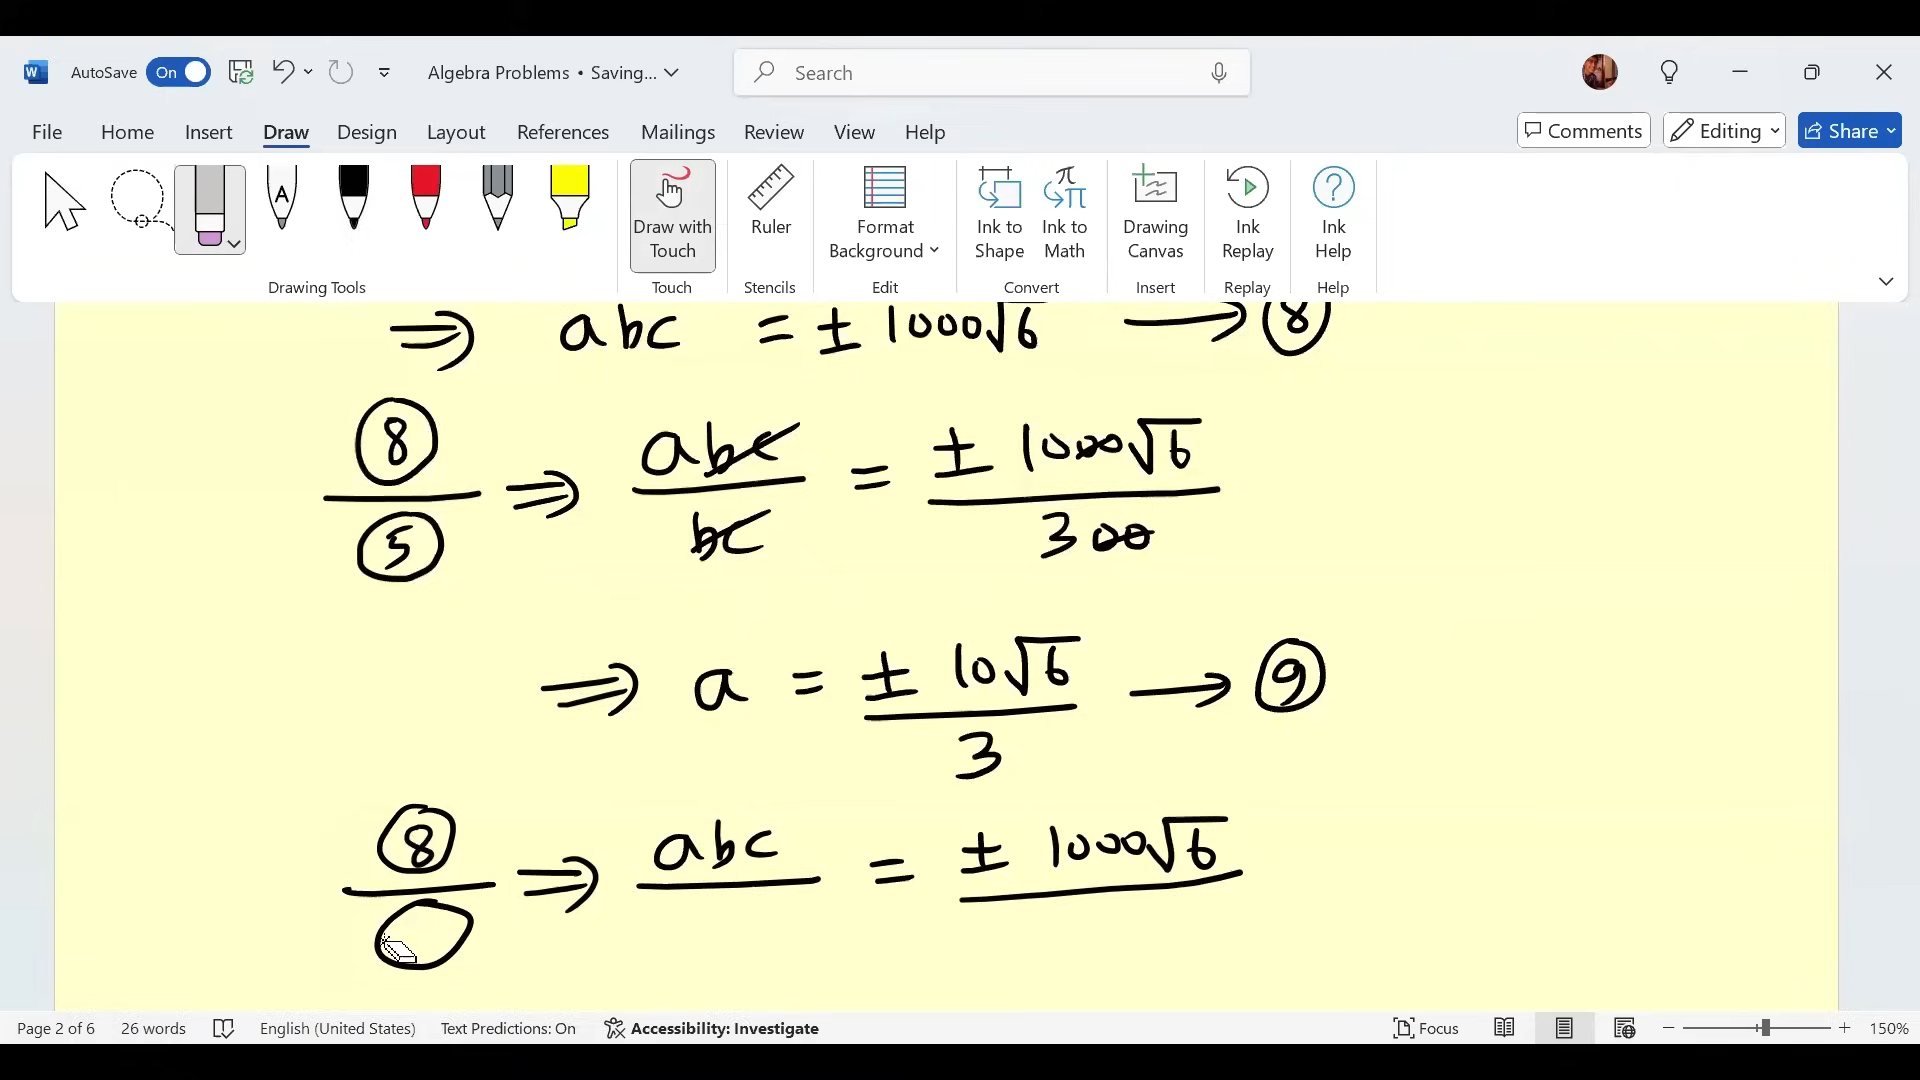 AutoSave On Algebra Problems • Saving... Search
File Home Insert Draw Design Layout References Mailings Review View Help Comments Editing Share
A
Draw with Touch Ruler Format Background Ink to Shape Ink to Math Drawing Canvas Ink Replay Ink Help
Drawing Tools Touch Stencils Edit Convert Insert Replay Help
⇒ abc = ± 1000√6 → ⑧
⑧/⑤ ⇒ abc/bc = ± 1000√6/300
⇒ a = ± 10√6/3 → ⑨
⑧/◯ ⇒ abc/ = ± 1000√6/
Page 2 of 6 26 words English (United States) Text Predictions: On Accessibility: Investigate Focus 150%